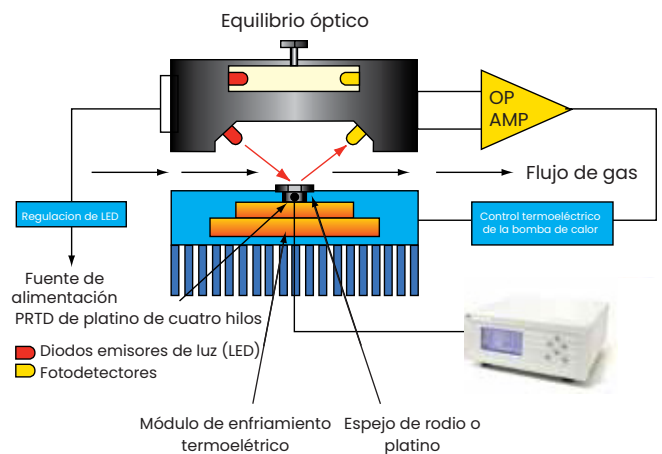 Equilibrio óptico
OP
AMP
Flujo de gas
Regulacion de LED
Control termoeléctrico
de la bomba de calor
Fuente de
alimentación
PRTD de platino de cuatro hilos
Diodos emisores de luz (LED)
Fotodetectores
Módulo de enfriamiento
termoelétrico
Espejo de rodio o
platino